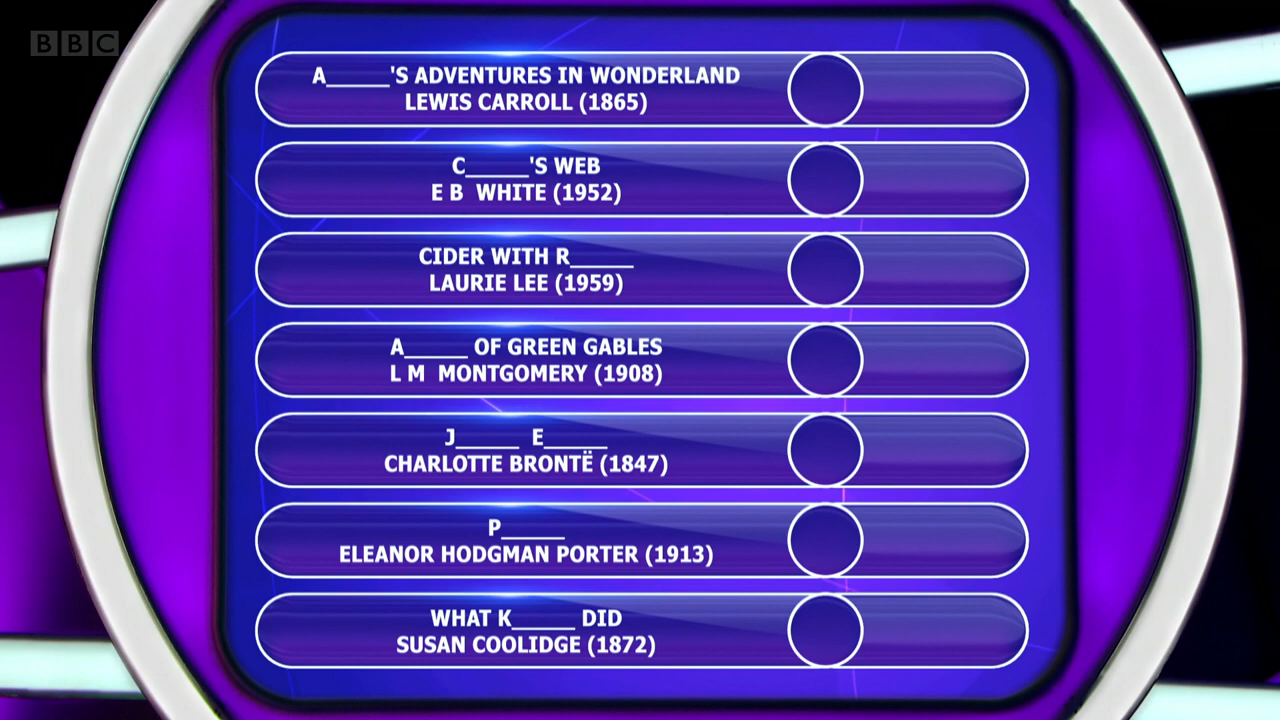 BBC
A_____'S ADVENTURES IN WONDERLAND
LEWIS CARROLL (1865)
C_____'S WEB
E B WHITE (1952)
CIDER WITH R_____
LAURIE LEE (1959)
A_____ OF GREEN GABLES
L M MONTGOMERY (1908)
J_____ E_____
CHARLOTTE BRONTË (1847)
P_____
ELEANOR HODGMAN PORTER (1913)
WHAT K_____ DID
SUSAN COOLIDGE (1872)